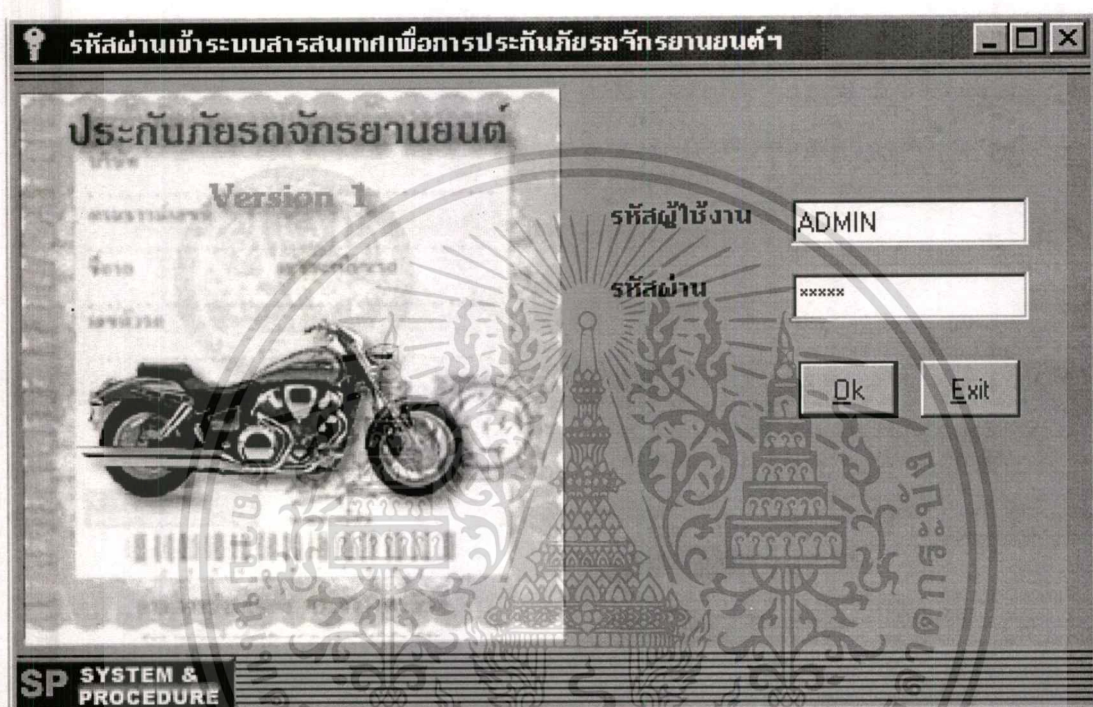 รหัสผ่านเข้าระบบสารสนเทศเพื่อการประกันภัยรถจักรยานยนต์ฯ
ประกันภัยรถจักรยานยนต์
Version 1
รหัสผู้ใช้งาน
ADMIN
รหัสผ่าน
*****
Ok
Exit
SP SYSTEM &
PROCEDURE